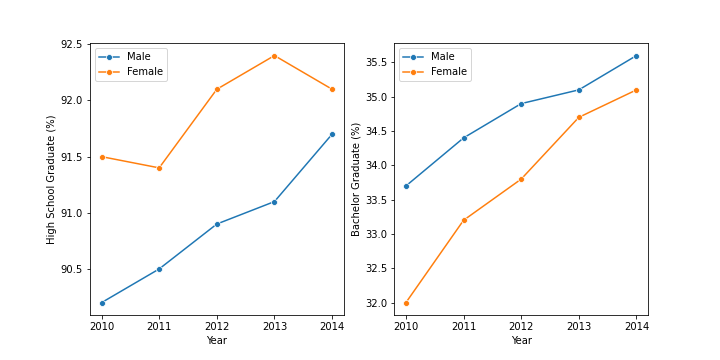 92.5
92.0
91.5
91.0
90.5
High School Graduate (%)
Male
Female
2010 2011 2012 2013 2014
Year
35.5
35.0
34.5
34.0
33.5
33.0
32.5
32.0
Bachelor Graduate (%)
Male
Female
2010 2011 2012 2013 2014
Year